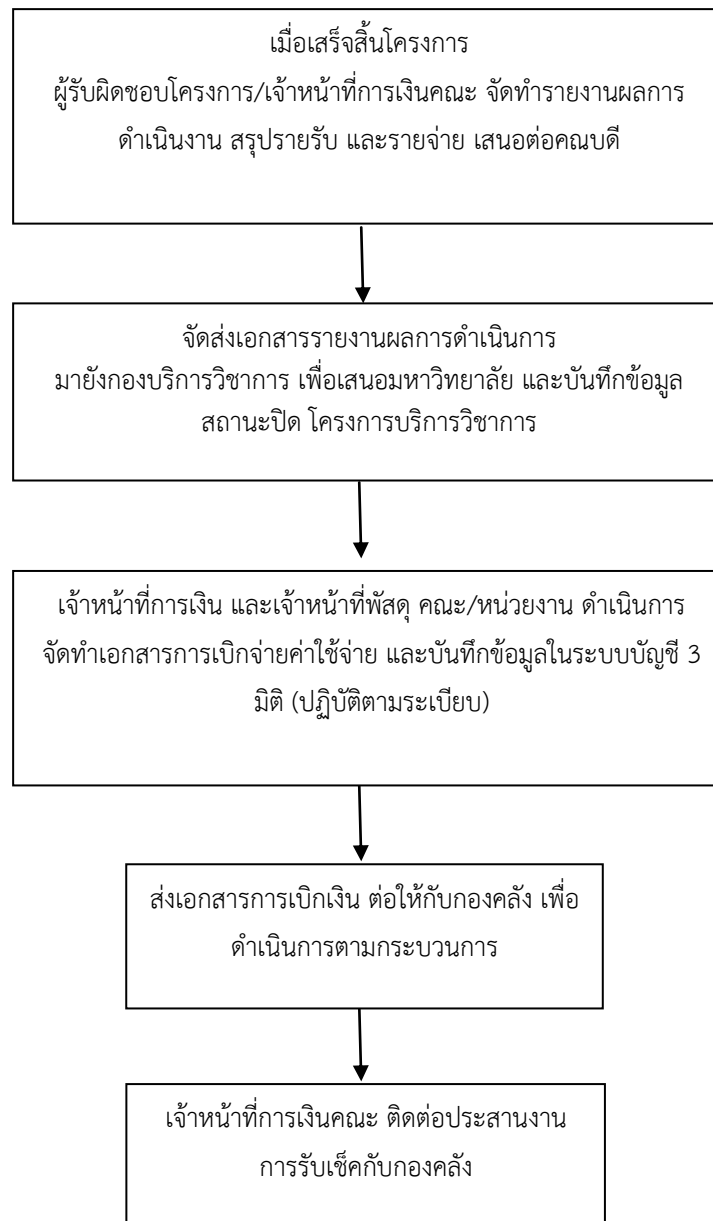 เมื่อเสร็จสิ้นโครงการ
ผู้รับผิดชอบโครงการ/เจ้าหน้าที่การเงินคณะ จัดทำรายงานผลการ
ดำเนินงาน สรุปรายรับ และรายจ่าย เสนอต่อคณบดี
จัดส่งเอกสารรายงานผลการดำเนินการ
มายังกองบริการวิชาการ เพื่อเสนอมหาวิทยาลัย และบันทึกข้อมูล
สถานะปิด โครงการบริการวิชาการ
เจ้าหน้าที่การเงิน และเจ้าหน้าที่พัสดุ คณะ/หน่วยงาน ดำเนินการ
จัดทำเอกสารการเบิกจ่ายค่าใช้จ่าย และบันทึกข้อมูลในระบบบัญชี 3
มิติ (ปฏิบัติตามระเบียบ)
ส่งเอกสารการเบิกเงิน ต่อให้กับกองคลัง เพื่อ
ดำเนินการตามกระบวนการ
เจ้าหน้าที่การเงินคณะ ติดต่อประสานงาน
การรับเช็คกับกองคลัง